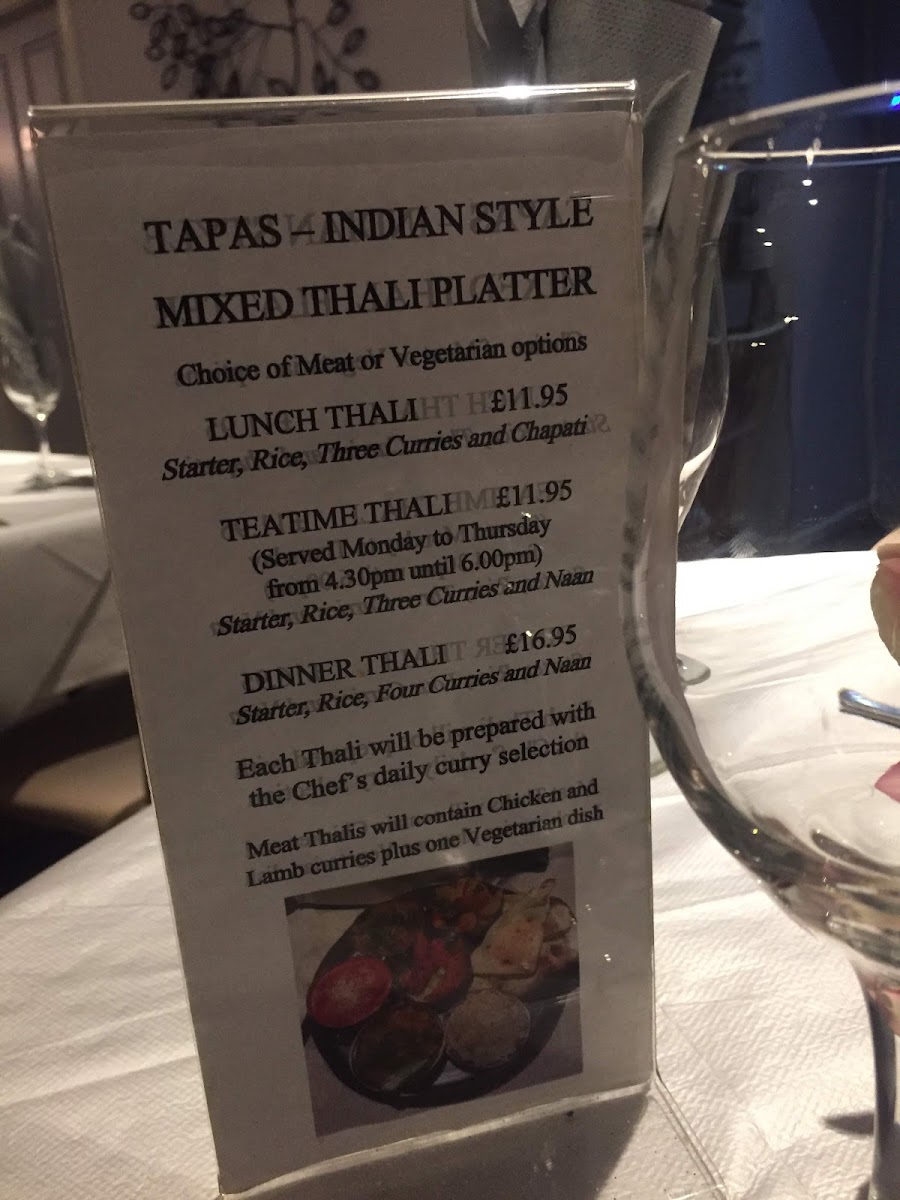 TAPAS – INDIAN STYLE
MIXED THALI PLATTER
Choice of Meat or Vegetarian options
LUNCH THALI £11.95
Starter, Rice, Three Curries and Chapati
TEATIME THALI £11.95
(Served Monday to Thursday
from 4.30pm until 6.00pm)
Starter, Rice, Three Curries and Naan
DINNER THALI £16.95
Starter, Rice, Four Curries and Naan
Each Thali will be prepared with
the Chef's daily curry selection
Meat Thalis will contain Chicken and
Lamb curries plus one Vegetarian dish